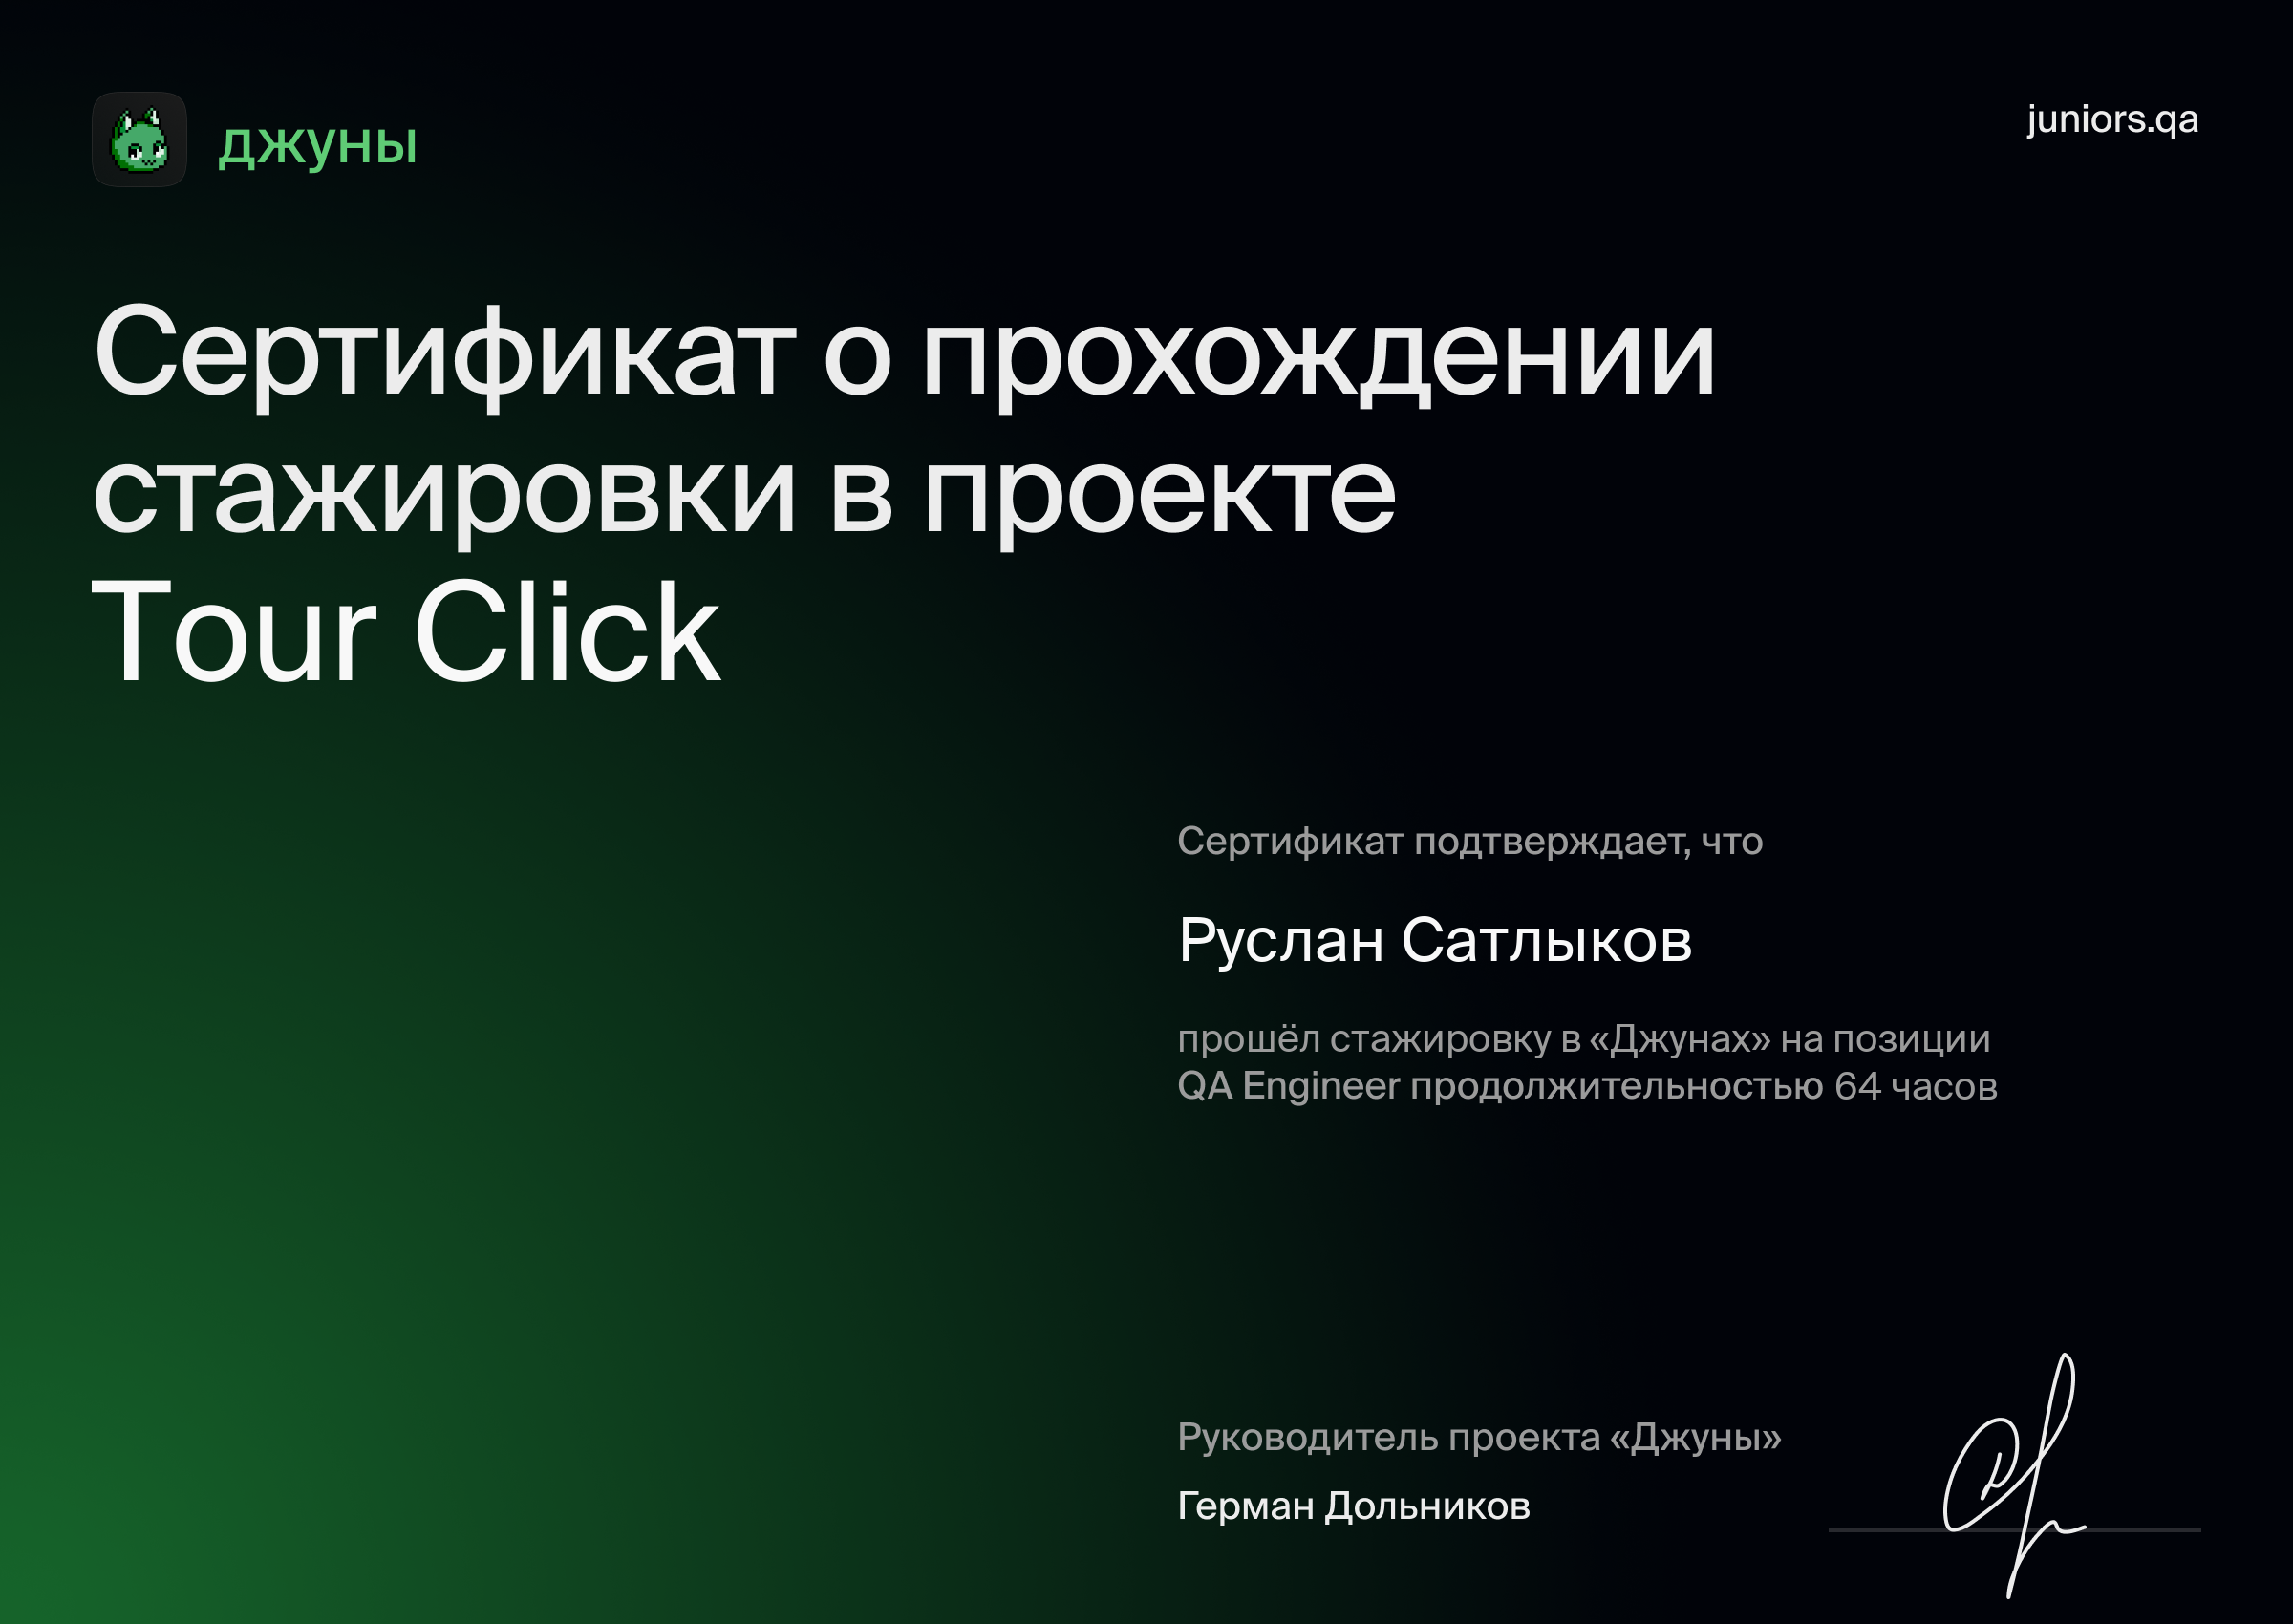 джуны
juniors.qa
Сертификат о прохождении
стажировки в проекте
Tour Click
Сертификат подтверждает, что
Руслан Сатлыков
прошёл стажировку в «Джунах» на позиции
QA Engineer продолжительностью 64 часов
Руководитель проекта «Джуны»
Герман Дольников